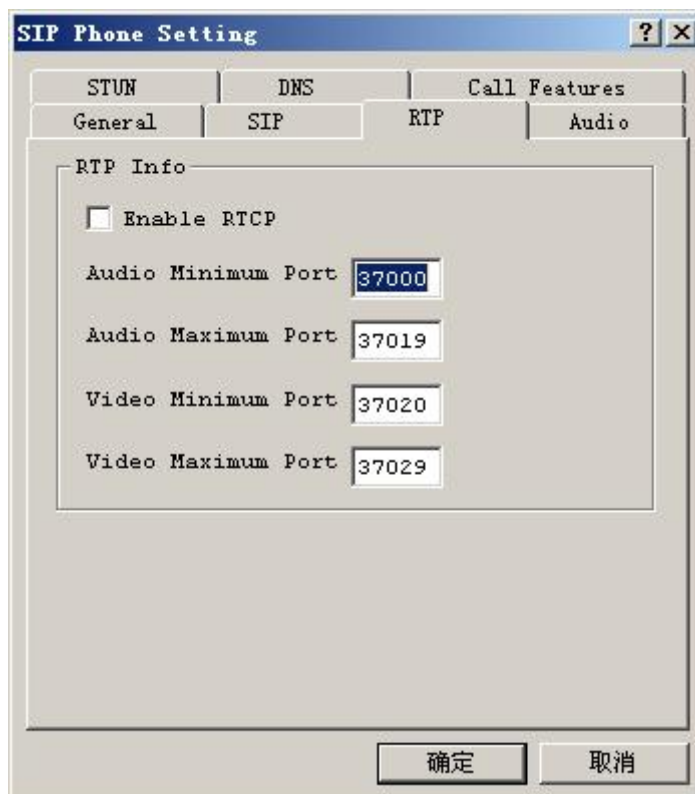 SIP Phone Setting
STUN DNS Call Features
General SIP RTP Audio
RTP Info
Enable RTCP
Audio Minimum Port 37000
Audio Maximum Port 37019
Video Minimum Port 37020
Video Maximum Port 37029
确定 取消